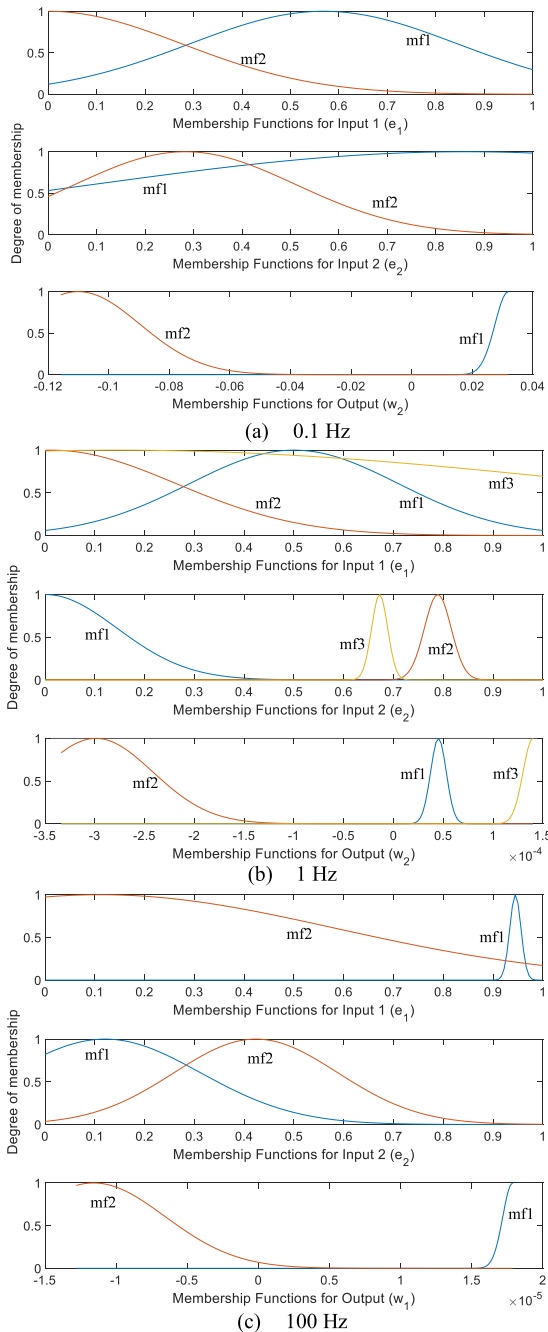 1
0.5
0
mf2
mf1
0 0.1 0.2 0.3 0.4 0.5 0.6 0.7 0.8 0.9 1
Membership Functions for Input 1 (e1)
Degree of membership
1
0.5
0
mf1
mf2
0 0.1 0.2 0.3 0.4 0.5 0.6 0.7 0.8 0.9 1
Membership Functions for Input 2 (e2)
1
0.5
0
mf2
mf1
-0.12 -0.1 -0.08 -0.06 -0.04 -0.02 0 0.02 0.04
Membership Functions for Output (w2)
(a) 0.1 Hz
1
0.5
0
mf2
mf1
mf3
0 0.1 0.2 0.3 0.4 0.5 0.6 0.7 0.8 0.9 1
Membership Functions for Input 1 (e1)
Degree of membership
1
0.5
0
mf1
mf3
mf2
0 0.1 0.2 0.3 0.4 0.5 0.6 0.7 0.8 0.9 1
Membership Functions for Input 2 (e2)
1
0.5
0
mf2
mf1
mf3
-3.5 -3 -2.5 -2 -1.5 -1 -0.5 0 0.5 1 1.5
×10-4
Membership Functions for Output (w2)
(b) 1 Hz
1
0.5
0
mf2
mf1
0 0.1 0.2 0.3 0.4 0.5 0.6 0.7 0.8 0.9 1
Membership Functions for Input 1 (e1)
Degree of membership
1
0.5
0
mf1
mf2
0 0.1 0.2 0.3 0.4 0.5 0.6 0.7 0.8 0.9 1
Membership Functions for Input 2 (e2)
1
0.5
0
mf2
mf1
-1.5 -1 -0.5 0 0.5 1 1.5 2
×10-5
Membership Functions for Output (w1)
(c) 100 Hz